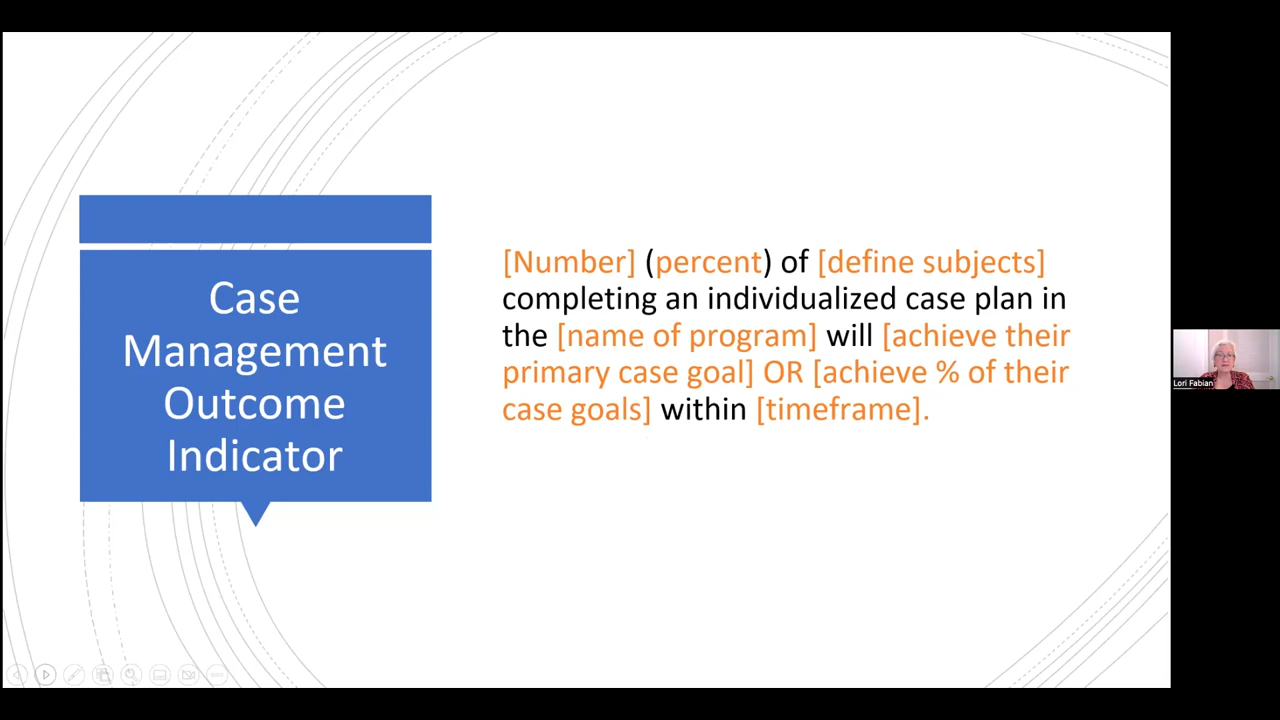 Case
Management
Outcome
Indicator
[Number] (percent) of [define subjects]
completing an individualized case plan in
the [name of program] will [achieve their
primary case goal] OR [achieve % of their
case goals] within [timeframe].
Lori Fabian